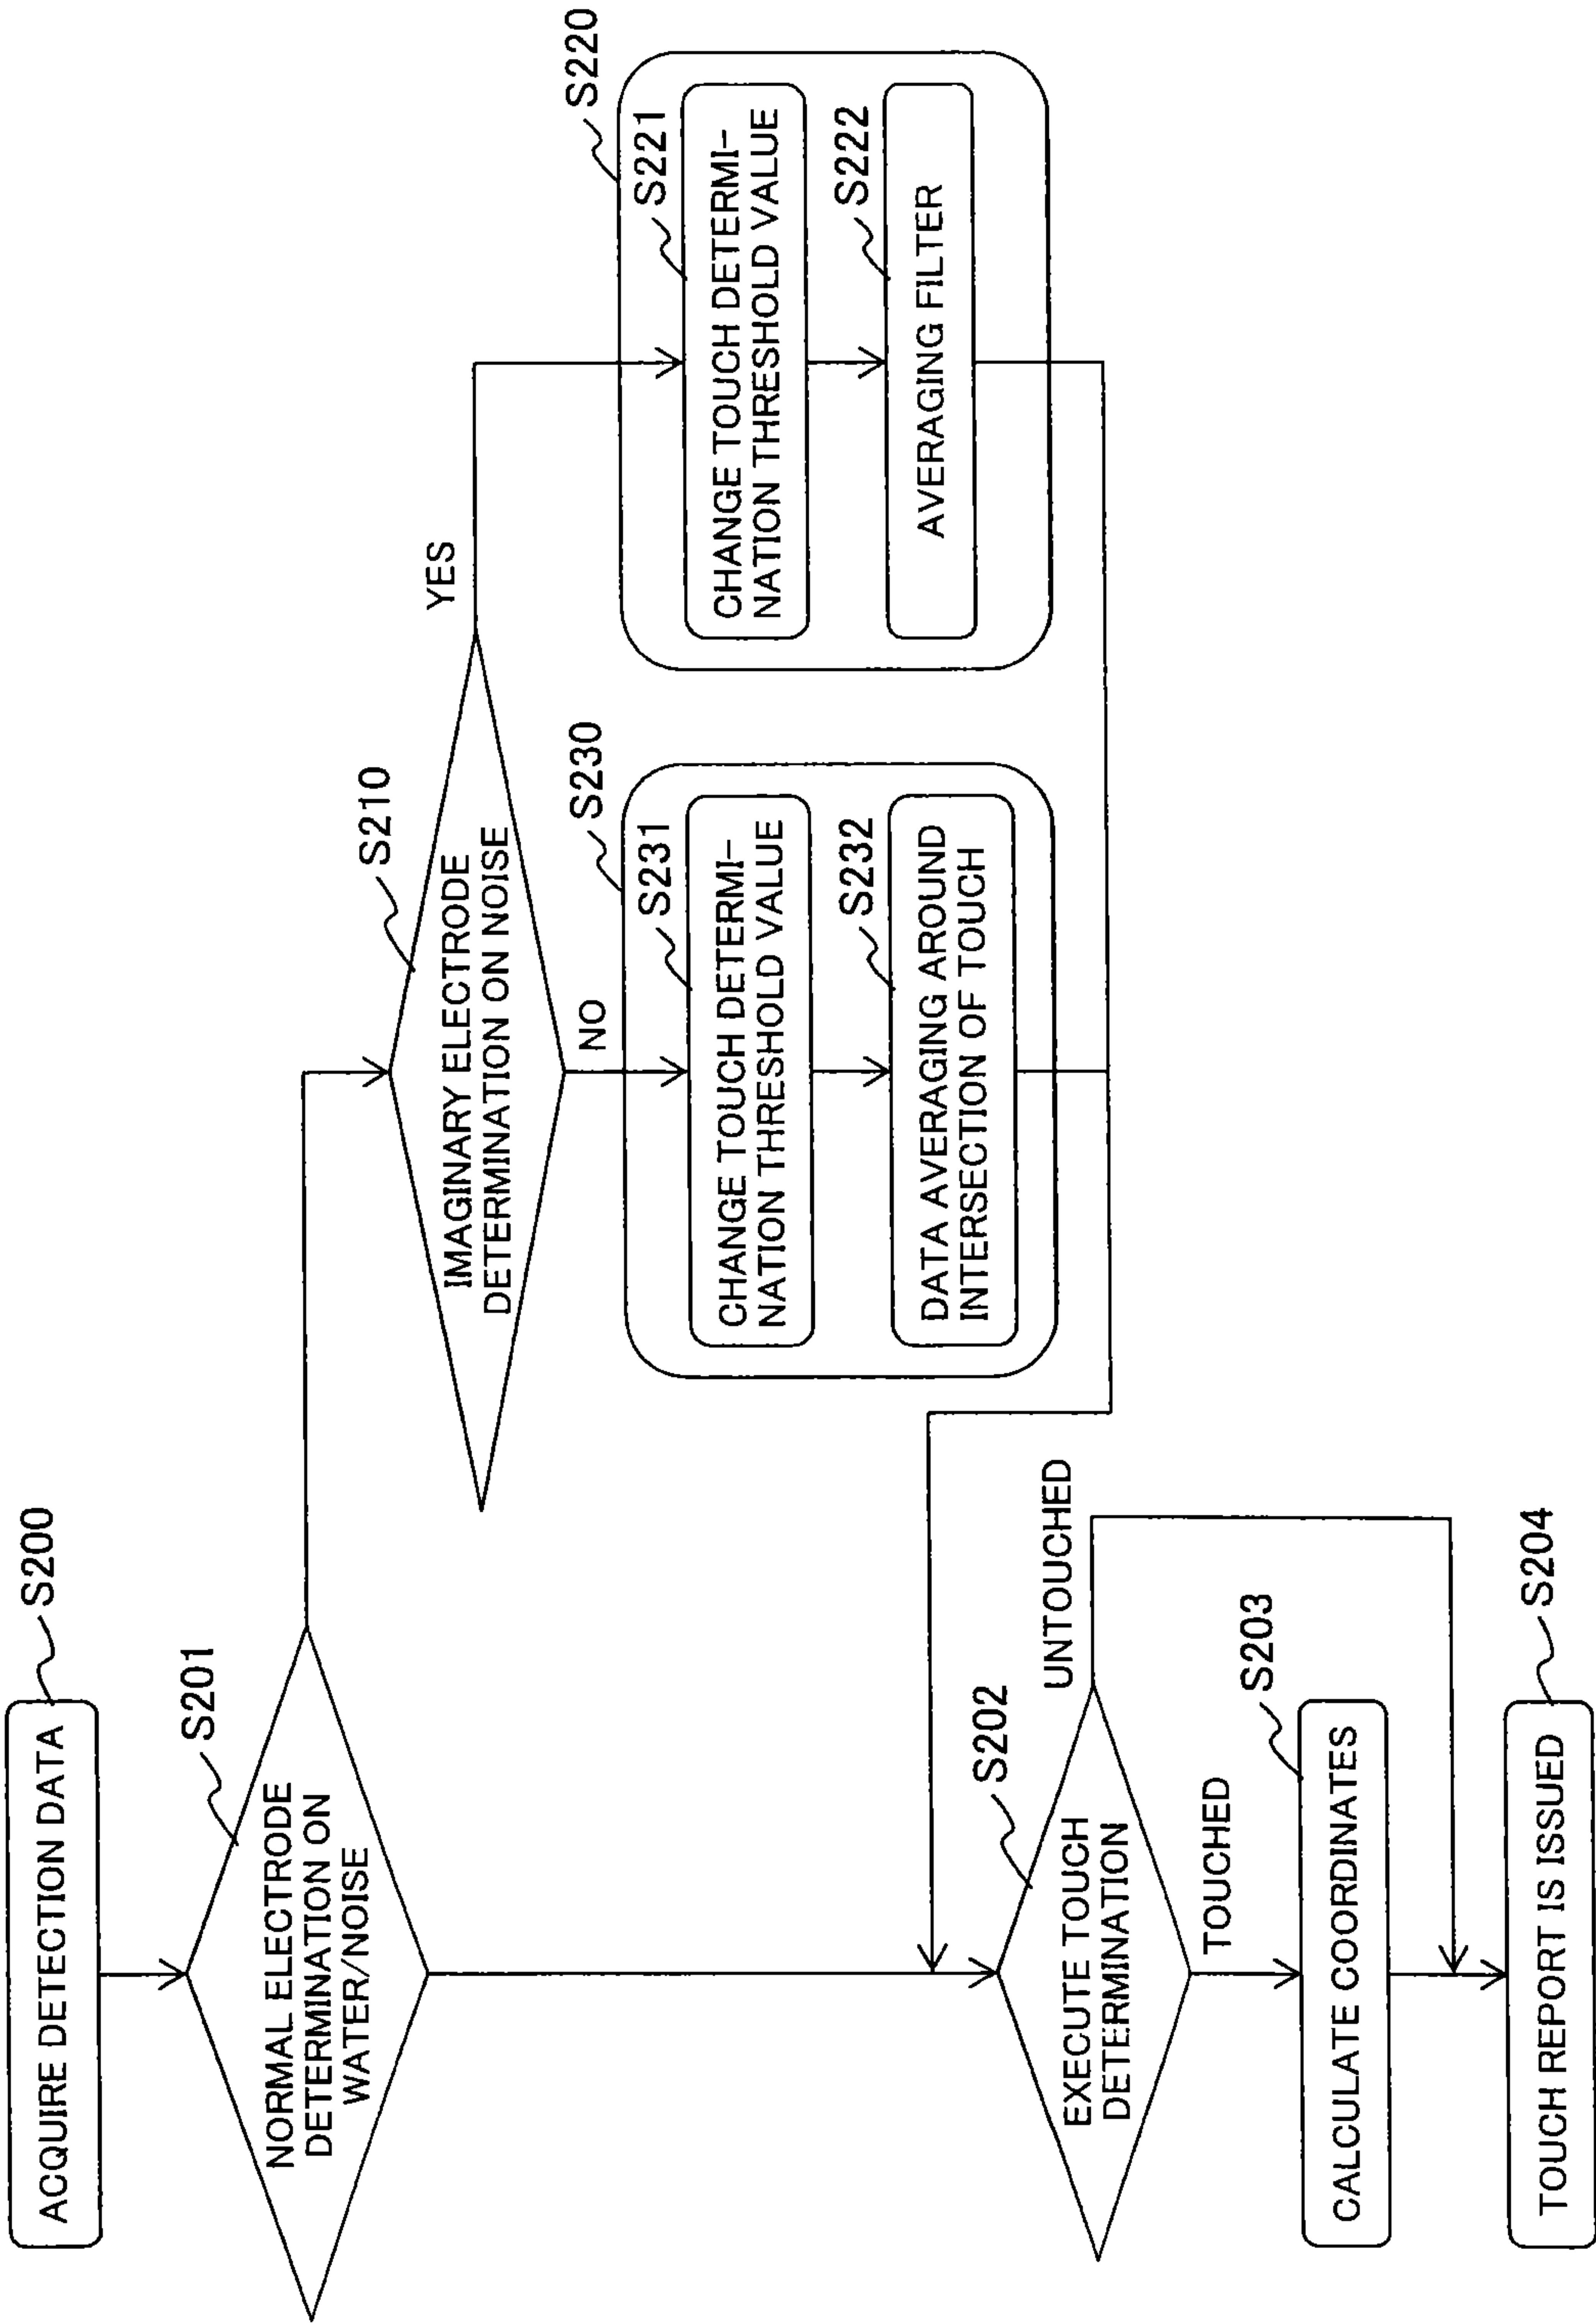 ACQUIRE DETECTION DATA
S200
NORMAL ELECTRODE
DETERMINATION ON
WATER/NOISE
S201
IMAGINARY ELECTRODE
DETERMINATION ON NOISE
S210
YES
NO
S220
S221
CHANGE TOUCH DETERMI-
NATION THRESHOLD VALUE
S222
AVERAGING FILTER
S230
S231
CHANGE TOUCH DETERMI-
NATION THRESHOLD VALUE
S232
DATA AVERAGING AROUND
INTERSECTION OF TOUCH
EXECUTE TOUCH
DETERMINATION
S202
UNTOUCHED
TOUCHED
S203
CALCULATE COORDINATES
TOUCH REPORT IS ISSUED
S204